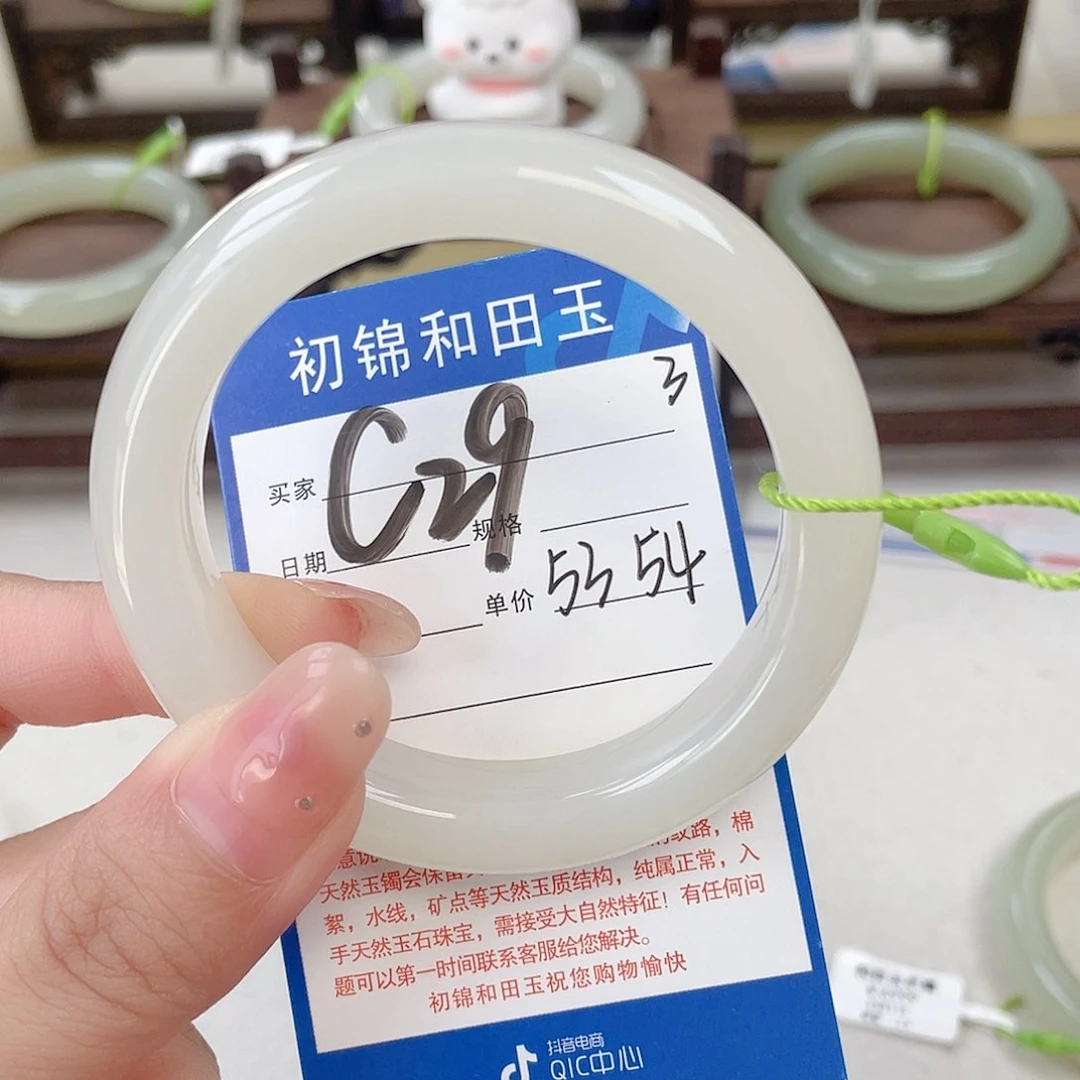 初锦和田玉
3
买家 C29
规格
日期
单价 53 54
纹路，棉
天然玉镯会保留
絮，水线，矿点等天然玉质结构，纯属正常，入
手天然玉石珠宝，需接受大自然特征！有任何问
题可以第一时间联系客服给您解决。
初锦和田玉祝您购物愉快
抖音电商
QIC中心